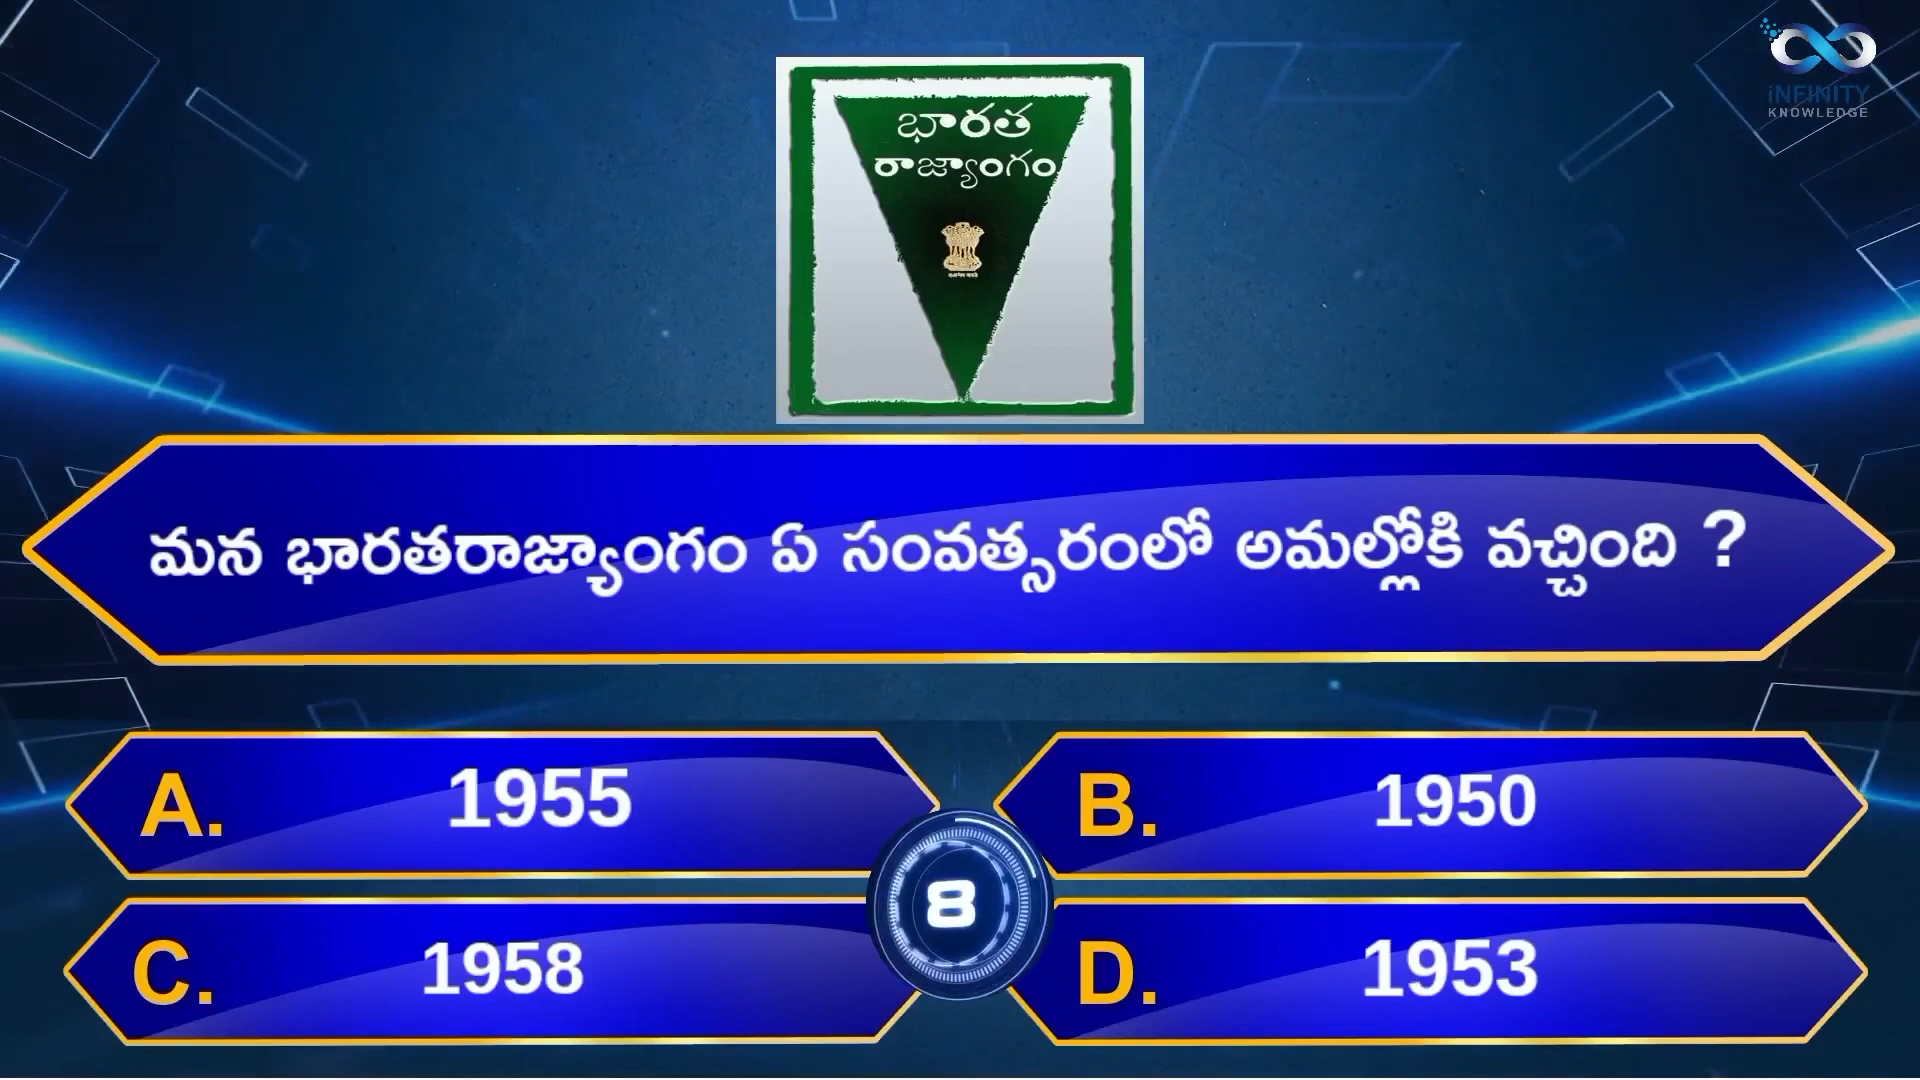 iNFINITY
KNOWLEDGE
భారత
రాజ్యాంగం
మన భారతరాజ్యాంగం ఏ సంవత్సరంలో అమల్లోకి వచ్చింది ?
A. 1955
B. 1950
8
C. 1958
D. 1953